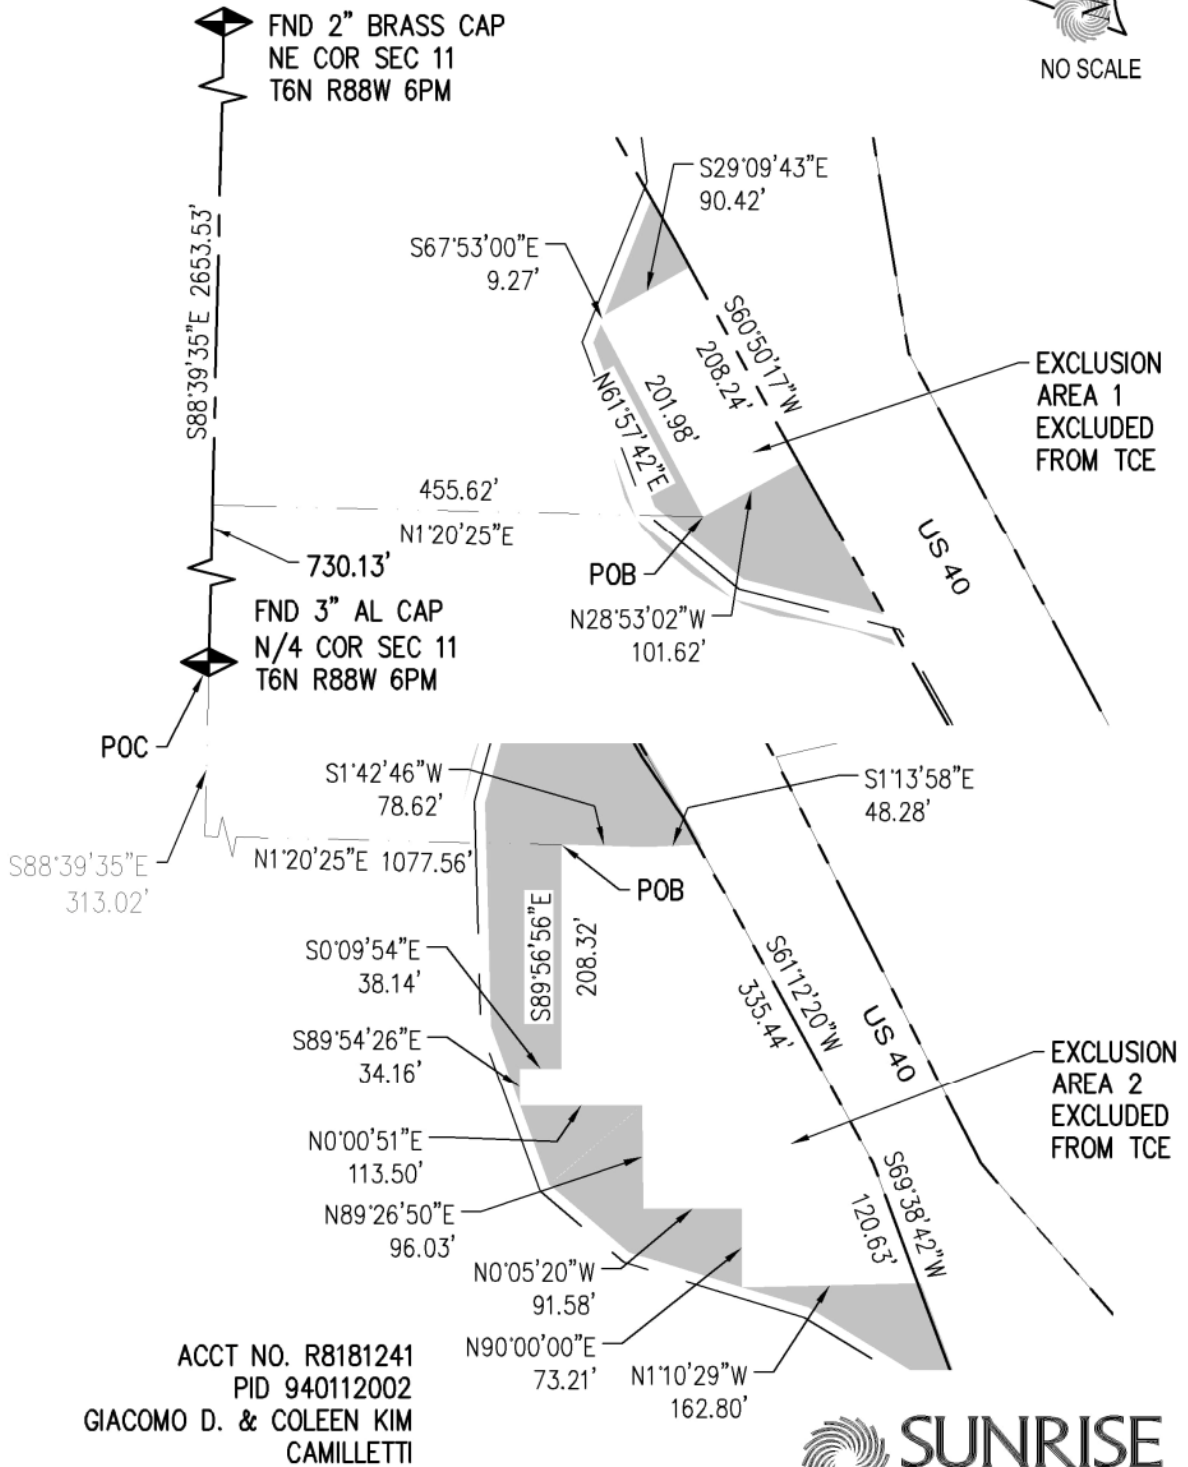 FND 2" BRASS CAP
NE COR SEC 11
T6N R88W 6PM
N
NO SCALE
S88°39'35"E 2653.53'
S29°09'43"E
90.42'
S67°53'00"E
9.27'
S60°50'17"W
208.24'
201.98'
N61°57'42"E
EXCLUSION
AREA 1
EXCLUDED
FROM TCE
455.62'
N1°20'25"E
730.13'
POB
US 40
N28°53'02"W
101.62'
FND 3" AL CAP
N/4 COR SEC 11
T6N R88W 6PM
POC
S88°39'35"E
313.02'
S1°42'46"W
78.62'
S1°13'58"E
48.28'
N1°20'25"E 1077.56'
POB
S89°56'56"E
208.32'
S0°09'54"E
38.14'
S61°12'20"W
335.44'
US 40
S89°54'26"E
34.16'
EXCLUSION
AREA 2
EXCLUDED
FROM TCE
N0°00'51"E
113.50'
N89°26'50"E
96.03'
S69°38'42"W
120.63'
N0°05'20"W
91.58'
N90°00'00"E
73.21'
N1°10'29"W
162.80'
ACCT NO. R8181241
PID 940112002
GIACOMO D. & COLEEN KIM
CAMILLETTI
SUNRISE